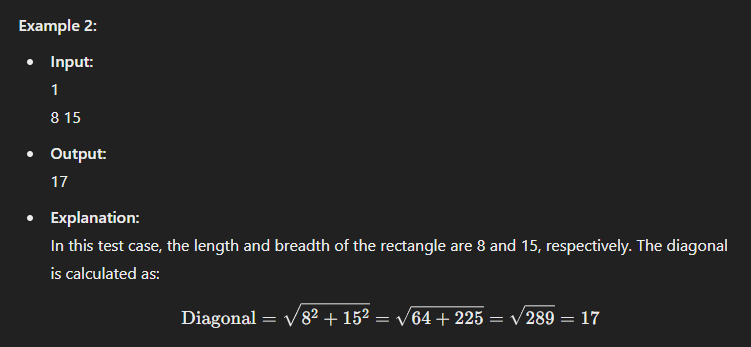 Example 2:
• Input:
1
8 15
• Output:
17
• Explanation:
In this test case, the length and breadth of the rectangle are 8 and 15, respectively. The diagonal
is calculated as:
Diagonal = √(8² + 15²) = √(64 + 225) = √289 = 17